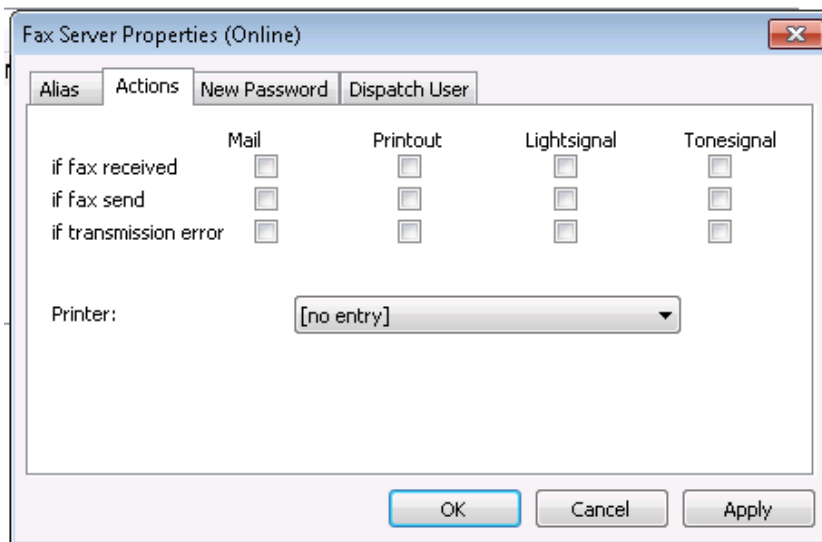 Fax Server Properties (Online)
Alias Actions New Password Dispatch User
Mail Printout Lightsignal Tonesignal
if fax received
if fax send
if transmission error
Printer: [no entry]
OK Cancel Apply